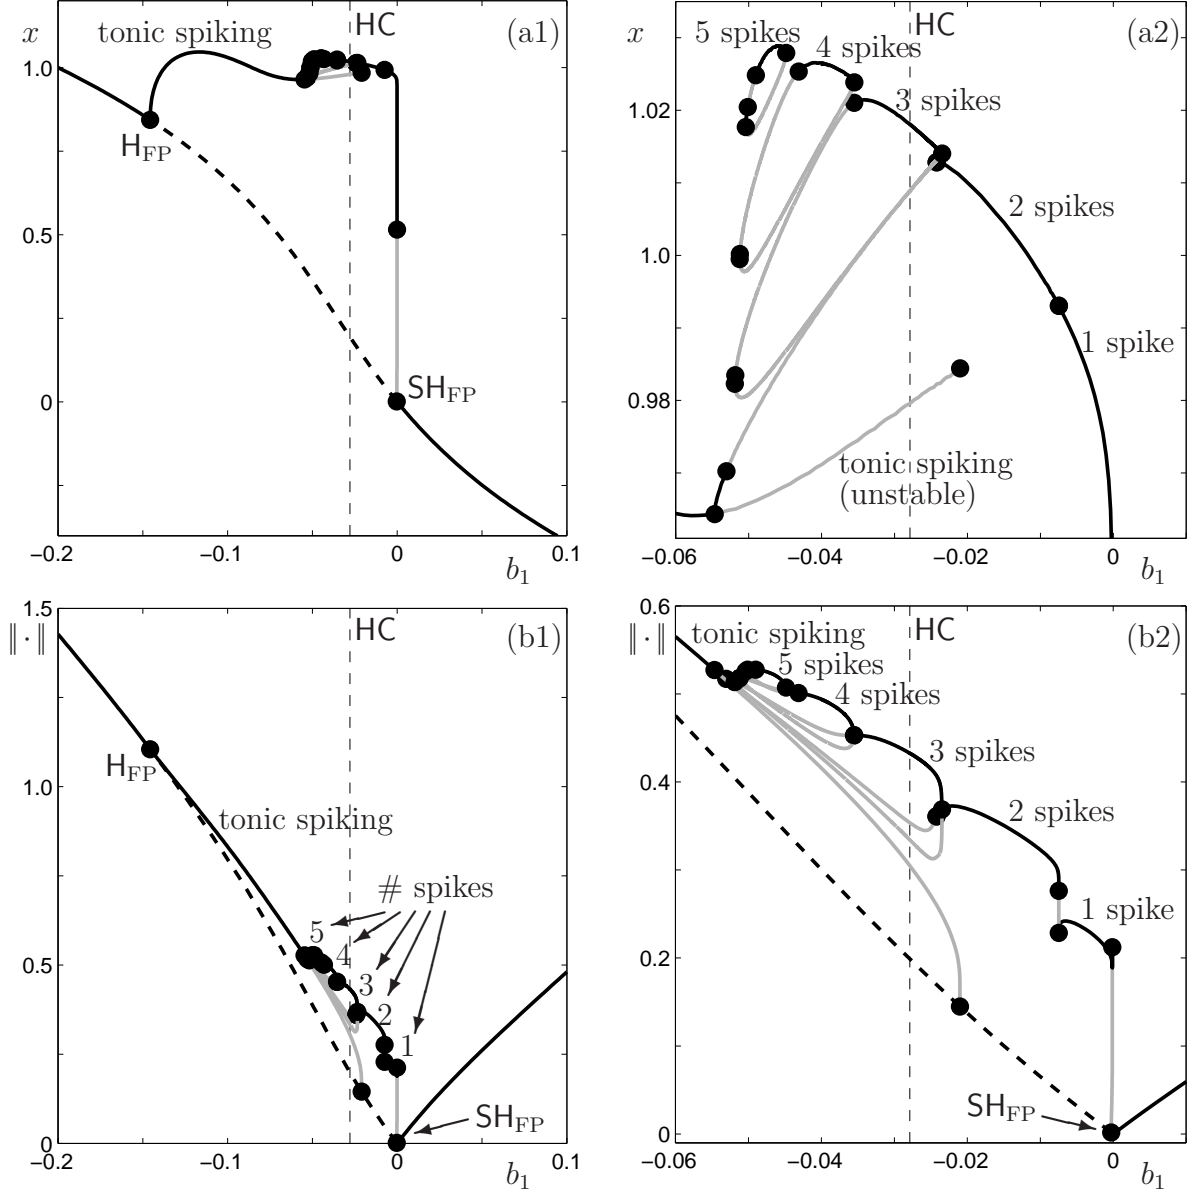 x
tonic spiking
HC
(a1)
1.0
H_FP
0.5
0
SH_FP
−0.2
−0.1
0
b_1
0.1
x
5 spikes
4 spikes
HC
(a2)
1.02
3 spikes
2 spikes
1.0
1 spike
0.98
tonic spiking
(unstable)
−0.06
−0.04
−0.02
0
b_1
1.5
‖·‖
HC
(b1)
H_FP
1.0
tonic spiking
# spikes
5
4
0.5
3
2
1
SH_FP
0
−0.2
−0.1
0
b_1
0.1
0.6
‖·‖
tonic spiking
HC
(b2)
5 spikes
4 spikes
3 spikes
0.4
2 spikes
1 spike
0.2
SH_FP
0
−0.06
−0.04
−0.02
0
b_1